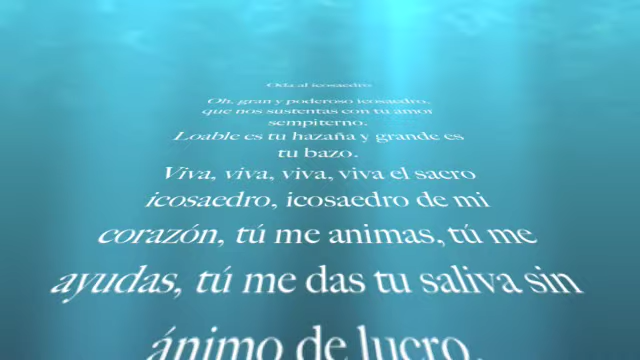 Oda al icosaedro
Oh, gran y poderoso icosaedro,
que nos sustentas con tu amor
sempiterno.
Loable es tu hazaña y grande es
tu bazo.
Viva, viva, viva, viva el sacro
icosaedro, icosaedro de mi
corazón, tú me animas, tú me
ayudas, tú me das tu saliva sin
ánimo de lucro.